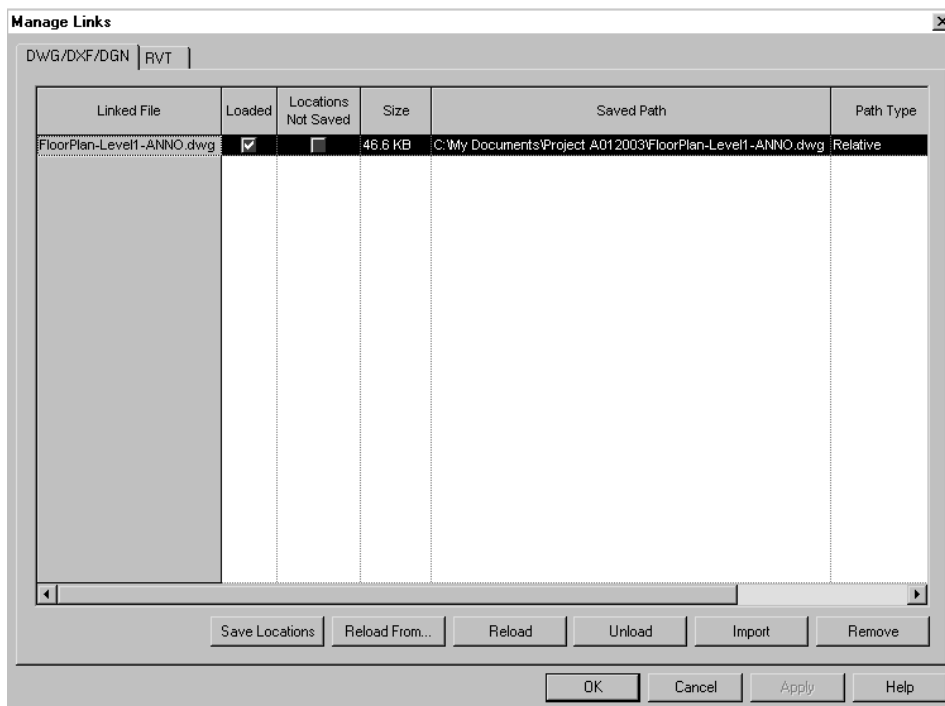 Manage Links
DWG/DXF/DGN RVT
Linked File Loaded Locations Not Saved Size Saved Path Path Type
FloorPlan-Level1-ANNO.dwg 46.6 KB C:\My Documents\Project A012003\FloorPlan-Level1-ANNO.dwg Relative
Save Locations Reload From... Reload Unload Import Remove
OK Cancel Apply Help